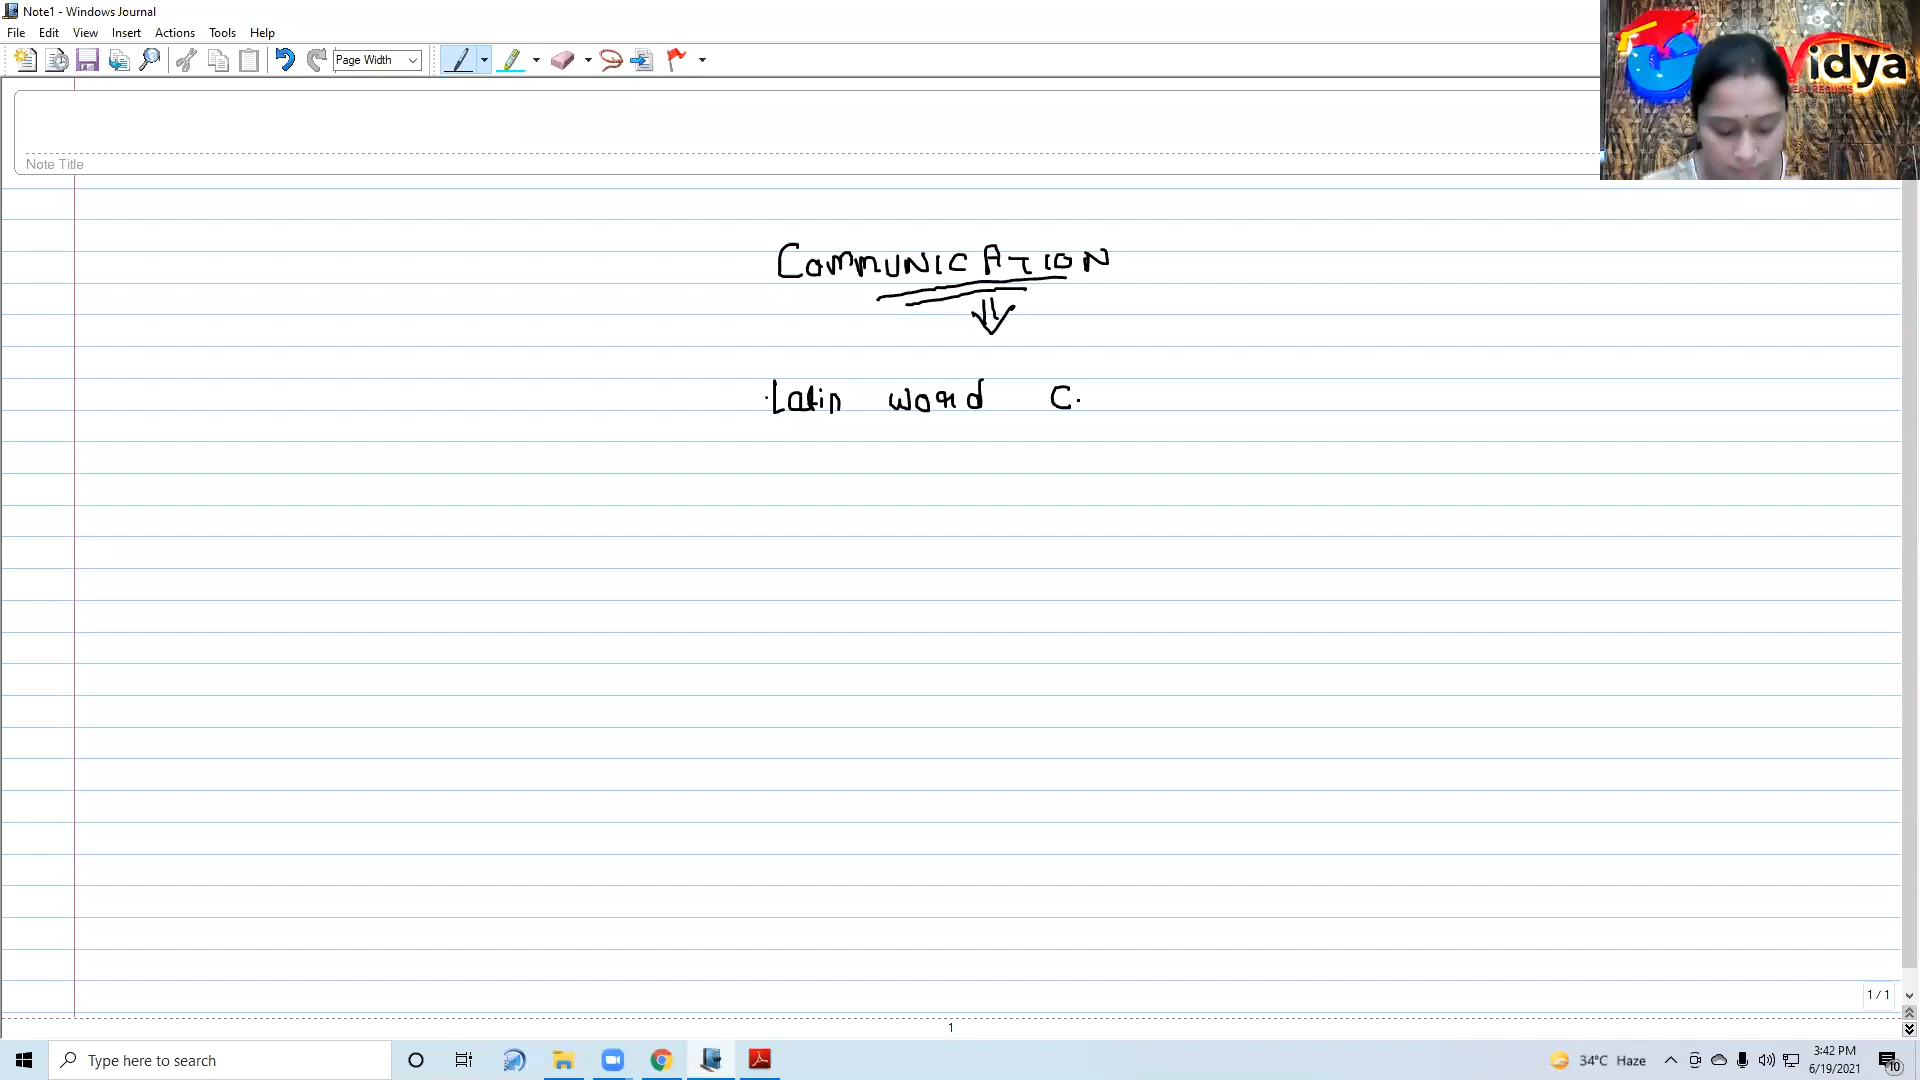 Note1 - Windows Journal
File Edit View Insert Actions Tools Help
Page Width
Vidya
Note Title
COMMUNICATION
Latin word C.
1 / 1
1
Type here to search
34°C Haze
3:42 PM
6/19/2021
10